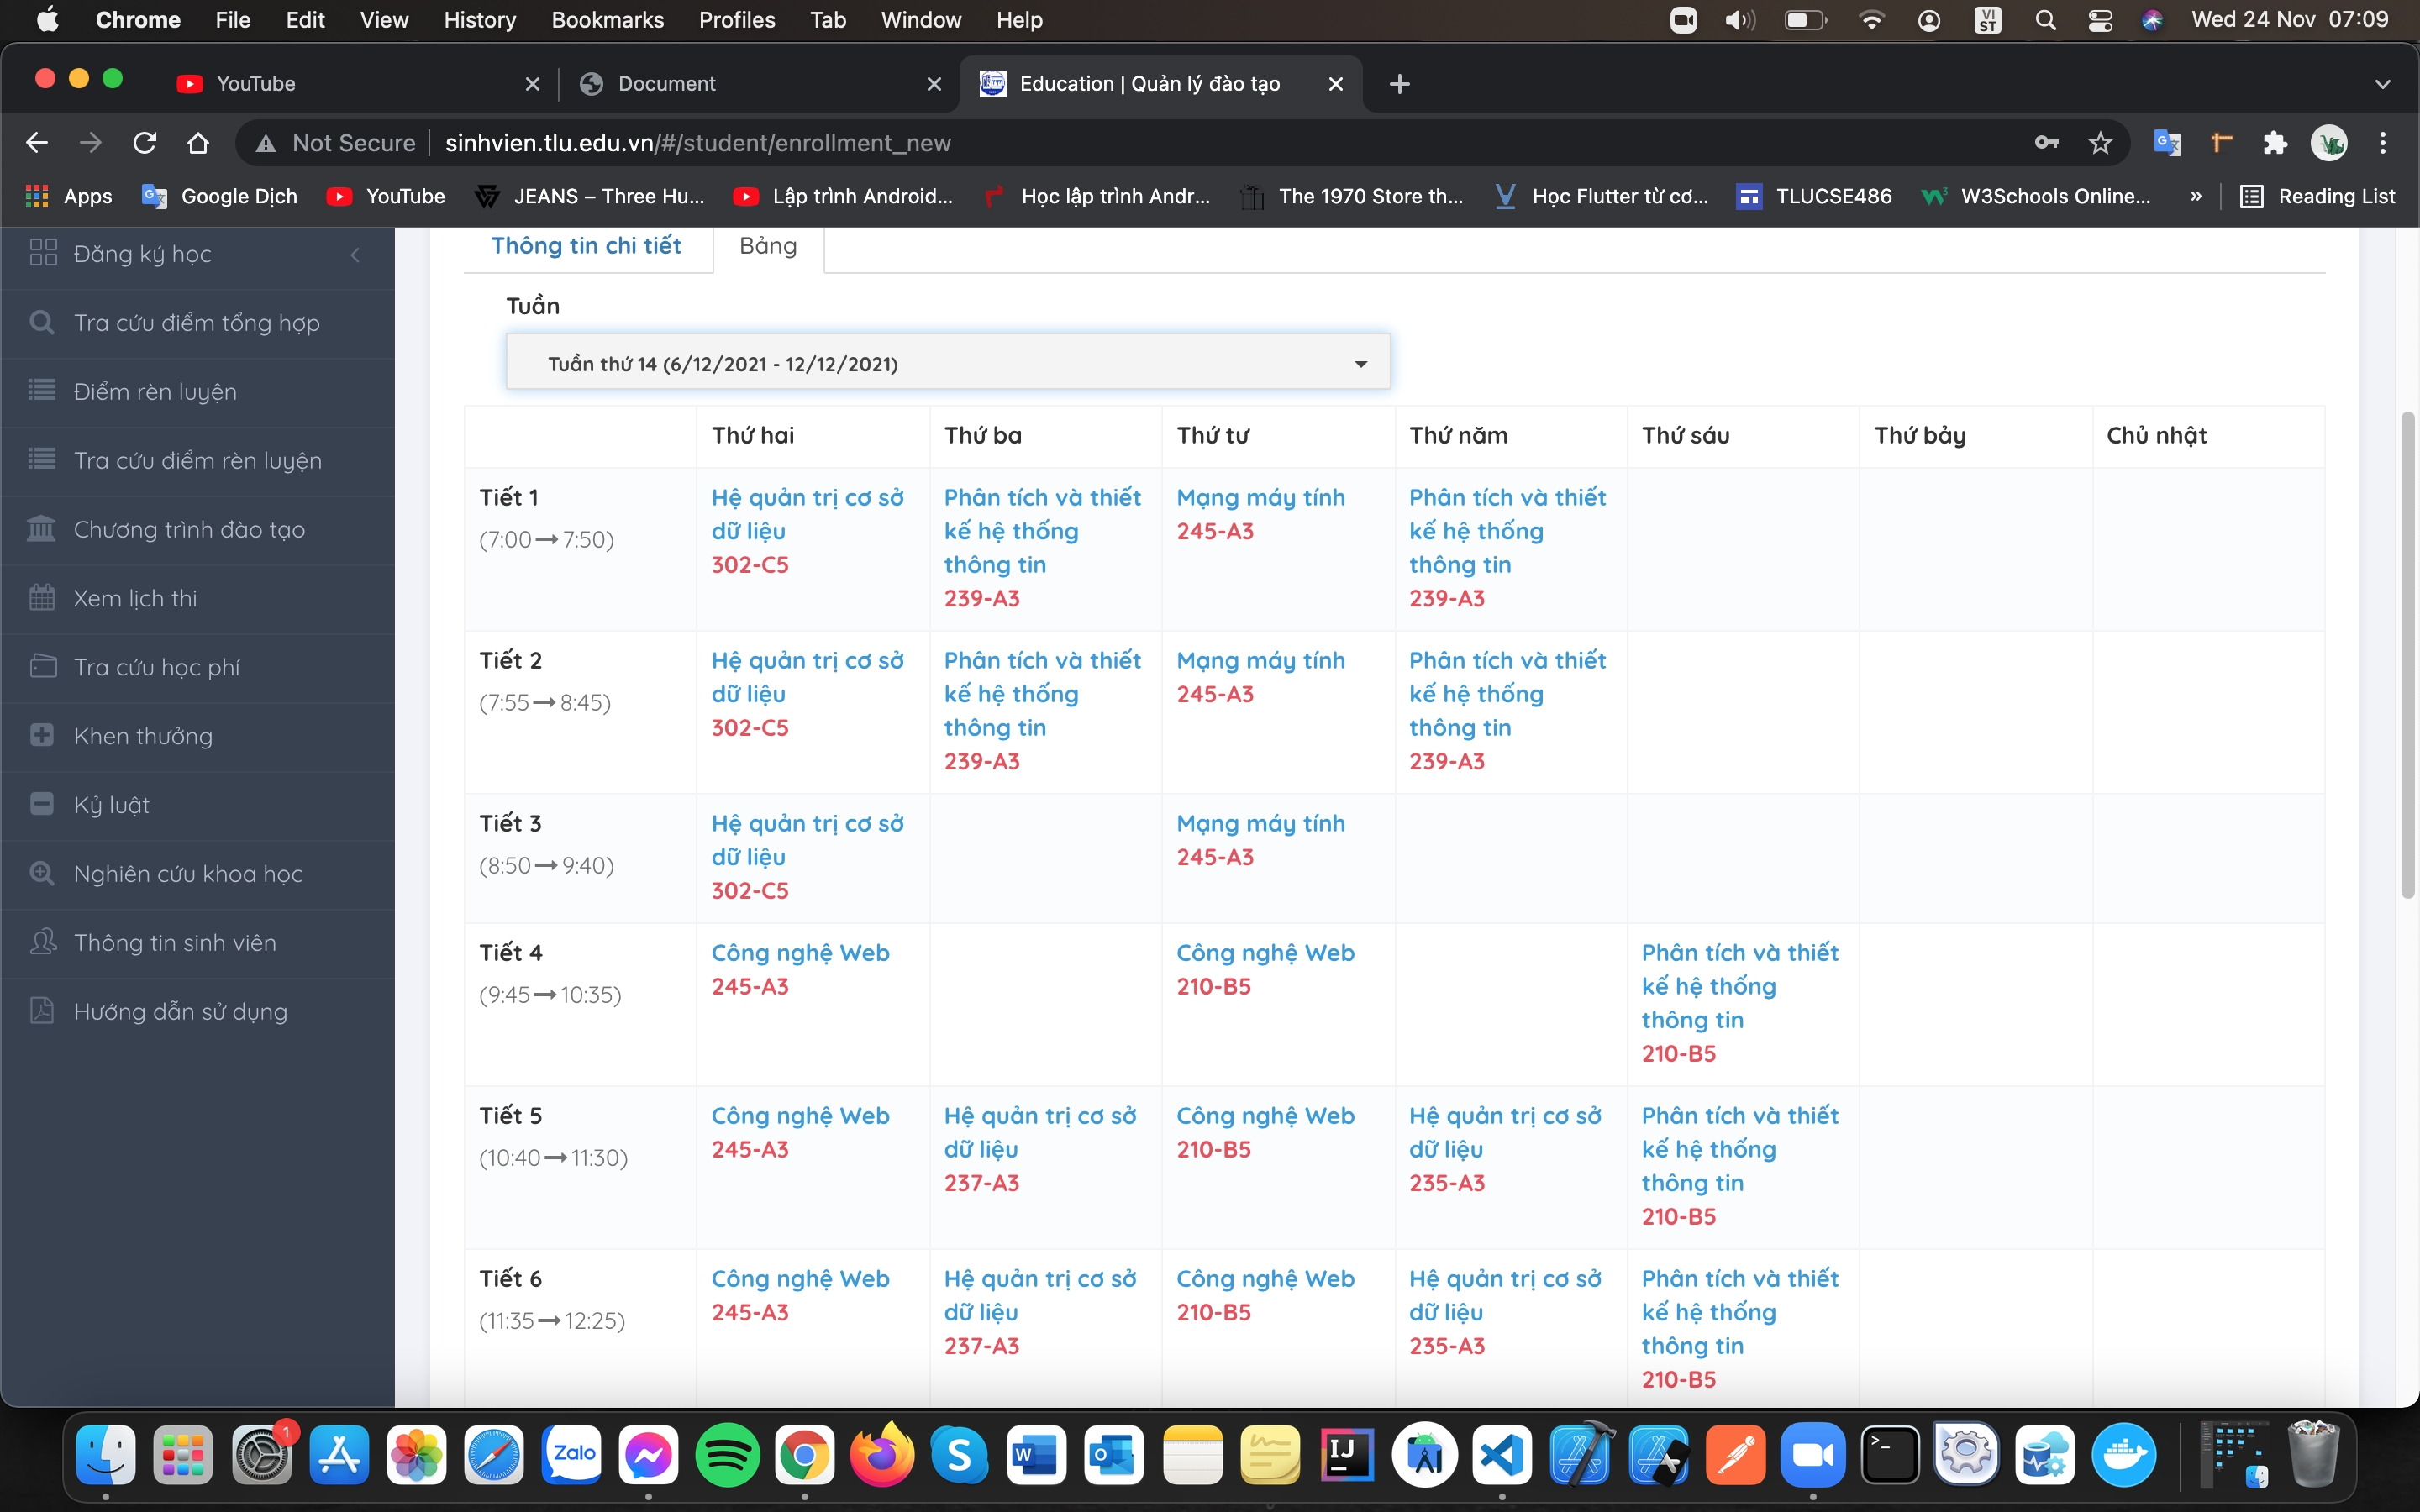 Chrome File Edit View History Bookmarks Profiles Tab Window Help VI ST Wed 24 Nov 07:09
YouTube Document Education | Quản lý đào tạo
Not Secure sinhvien.tlu.edu.vn/#/student/enrollment_new
Apps Google Dịch YouTube JEANS – Three Hu... Lập trình Android... Học lập trình Andr... The 1970 Store th... Học Flutter từ cơ... TLUCSE486 W3Schools Online... » Reading List
Đăng ký học
Tra cứu điểm tổng hợp
Điểm rèn luyện
Tra cứu điểm rèn luyện
Chương trình đào tạo
Xem lịch thi
Tra cứu học phí
Khen thưởng
Kỷ luật
Nghiên cứu khoa học
Thông tin sinh viên
Hướng dẫn sử dụng
Thông tin chi tiết Bảng
Tuần
Tuần thứ 14 (6/12/2021 - 12/12/2021)
Thứ hai Thứ ba Thứ tư Thứ năm Thứ sáu Thứ bảy Chủ nhật
Tiết 1 Hệ quản trị cơ sở Phân tích và thiết Mạng máy tính Phân tích và thiết
(7:00→7:50) dữ liệu kế hệ thống 245-A3 kế hệ thống
302-C5 thông tin thông tin
239-A3 239-A3
Tiết 2 Hệ quản trị cơ sở Phân tích và thiết Mạng máy tính Phân tích và thiết
(7:55→8:45) dữ liệu kế hệ thống 245-A3 kế hệ thống
302-C5 thông tin thông tin
239-A3 239-A3
Tiết 3 Hệ quản trị cơ sở Mạng máy tính
(8:50→9:40) dữ liệu 245-A3
302-C5
Tiết 4 Công nghệ Web Công nghệ Web Phân tích và thiết
(9:45→10:35) 245-A3 210-B5 kế hệ thống
thông tin
210-B5
Tiết 5 Công nghệ Web Hệ quản trị cơ sở Công nghệ Web Hệ quản trị cơ sở Phân tích và thiết
(10:40→11:30) 245-A3 dữ liệu 210-B5 dữ liệu kế hệ thống
237-A3 235-A3 thông tin
210-B5
Tiết 6 Công nghệ Web Hệ quản trị cơ sở Công nghệ Web Hệ quản trị cơ sở Phân tích và thiết
(11:35→12:25) 245-A3 dữ liệu 210-B5 dữ liệu kế hệ thống
237-A3 235-A3 thông tin
210-B5
1
Zalo
S
W
O
IJ
>_